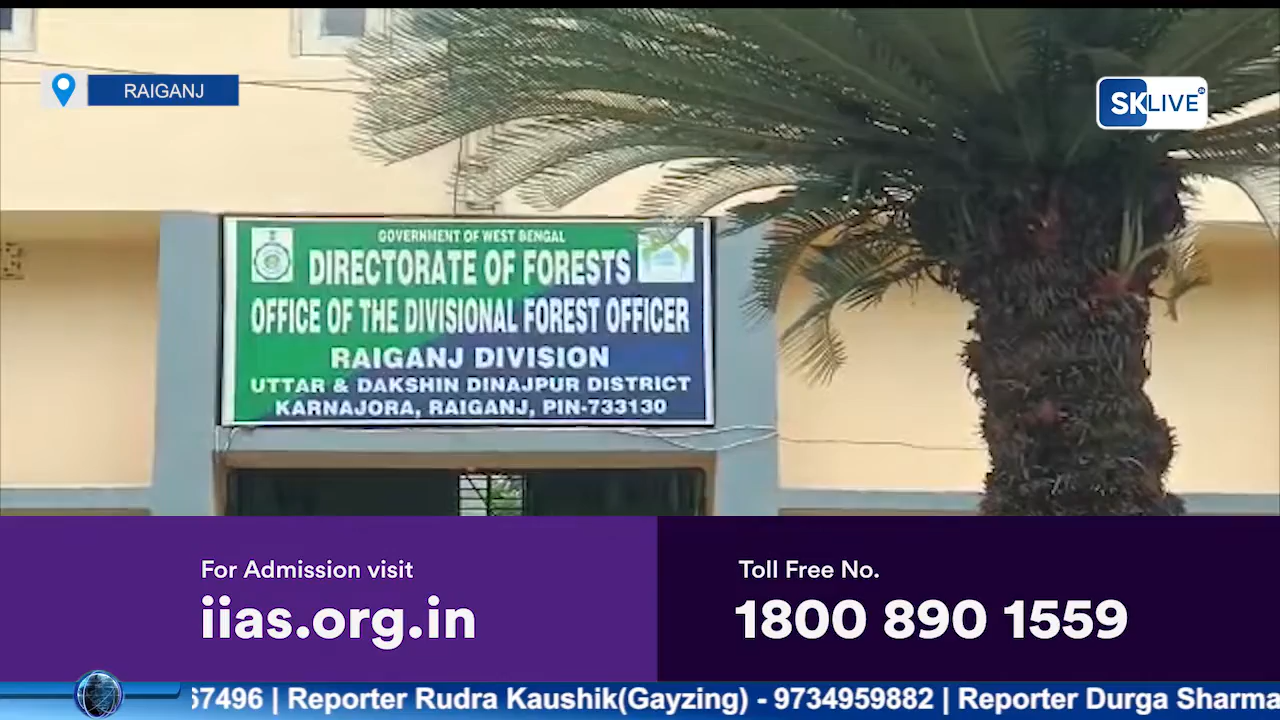 RAIGANJ
SKLIVE
GOVERNMENT OF WEST BENGAL
DIRECTORATE OF FORESTS
OFFICE OF THE DIVISIONAL FOREST OFFICER
RAIGANJ DIVISION
UTTAR & DAKSHIN DINAJPUR DISTRICT
KARNAJORA, RAIGANJ, PIN-733130
For Admission visit
iias.org.in
Toll Free No.
1800 890 1559
67496 | Reporter Rudra Kaushik(Gayzing) - 9734959882 | Reporter Durga Sharma